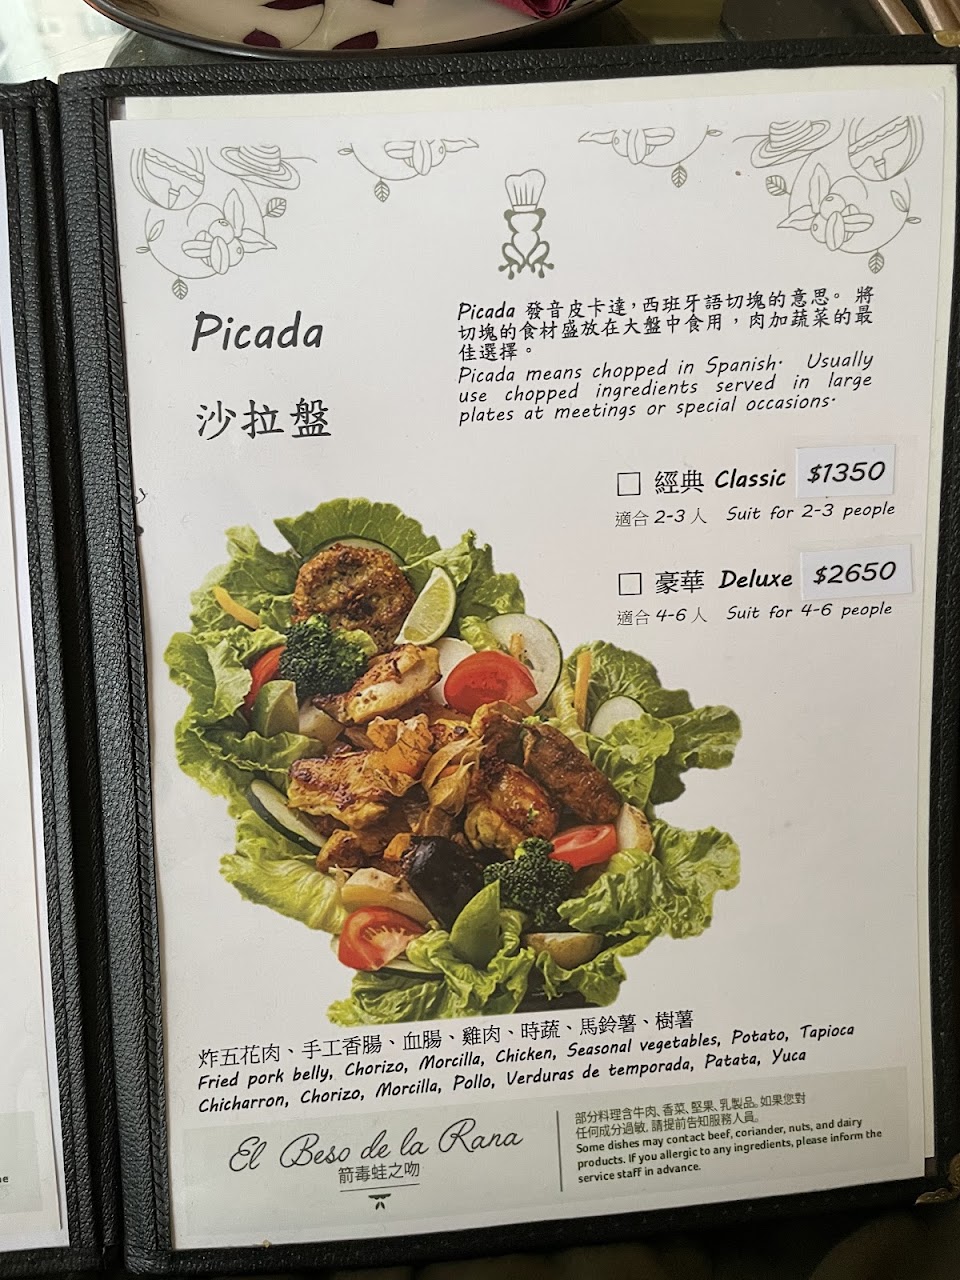 Picada
沙拉盤
Picada 發音皮卡達，西班牙語切塊的意思。 將
切塊的食材盛放在大盤中食用，肉加蔬菜的最
佳選擇。
Picada means chopped in Spanish. Usually
use chopped ingredients served in large
plates at meetings or special occasions.
經典 Classic $1350
適合 2-3 人 Suit for 2-3 people
豪華 Deluxe $2650
適合 4-6 人 Suit for 4-6 people
炸五花肉、手工香腸、血腸、雞肉、時蔬、馬鈴薯、樹薯
Fried pork belly, Chorizo, Morcilla, Chicken, Seasonal vegetables, Potato, Tapioca
Chicharron, Chorizo, Morcilla, Pollo, Verduras de temporada, Patata, Yuca
El Beso de la Rana
箭毒蛙之吻
部分料理含牛肉、香菜、堅果、乳製品。如果您對
任何成分過敏，請提前告知服務人員。
Some dishes may contact beef, coriander, nuts, and dairy
products. If you allergic to any ingredients, please inform the
service staff in advance.